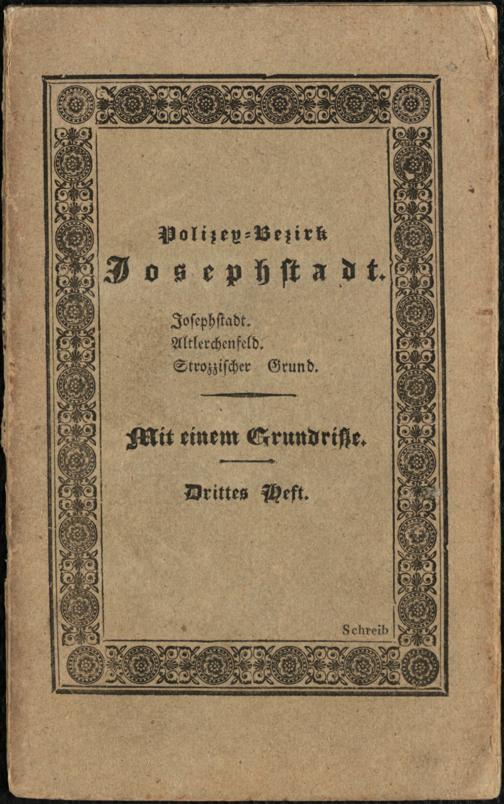 Polizey-Bezirk
Josephstadt.
Josephstadt.
Altlerchenfeld.
Strozzischer Grund.
Mit einem Grundrisse.
Drittes Heft.
Schreib